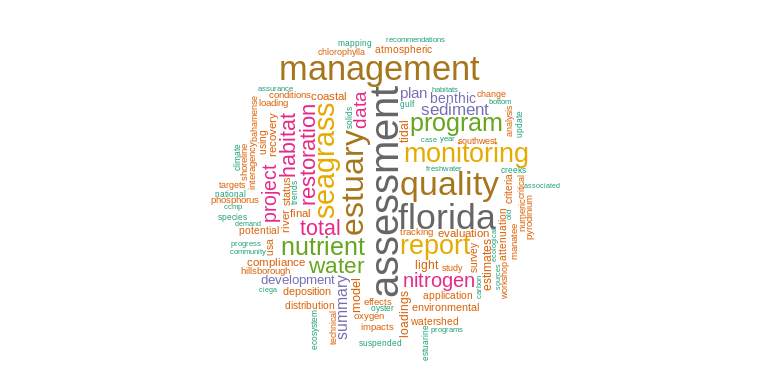 recommendations
mapping
chlorophylla
atmospheric
management
assurance
conditions
coastal
loading
data
solids
assessment
plan
benthic
habitats
change
gulf
sediment
bottom
analysis
update
program
tidal
case
year
southwest
monitoring
estuary
seagrass
restoration
habitat
recovery
using
bahamense
interagency
shoreline
climate
freshwater
creeks
quality
associated
targets
national
phosphorus
ccmp
species
status
trends
project
criteria
critical
numeric
pyrodinium
old
florida
final
river
total
demand
potential
tracking
evaluation
attenuation
manatee
ecological
progress
community
usa
nutrient
report
survey
estimates
workshop
sources
carbon
compliance
hillsborough
water
light
study
development
nitrogen
ciega
deposition
summary
model
application
distribution
effects
oyster
loadings
environmental
oxygen
impacts
watershed
programs
ecosystem
technical
suspended
estuarine